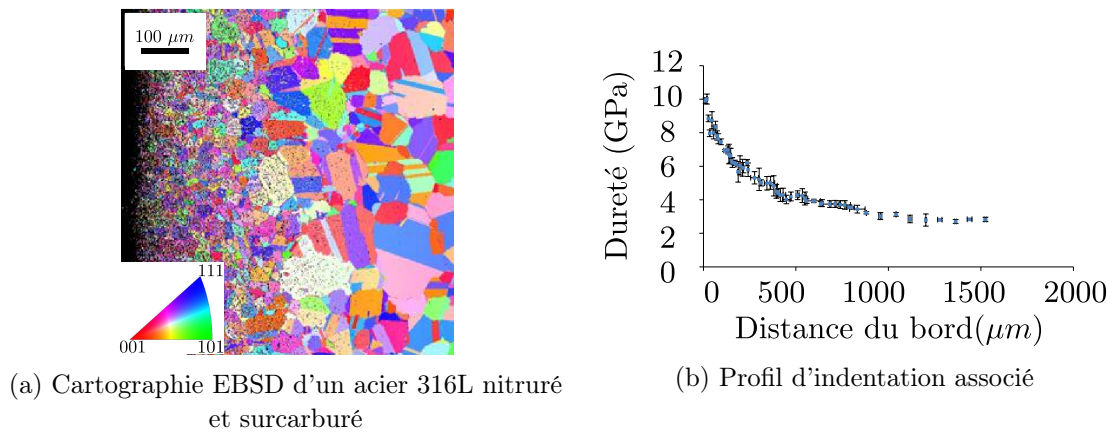 100 μm
111
001
101
(a) Cartographie EBSD d'un acier 316L nitruré
et surcarburé
Dureté (GPa)
12
10
8
6
4
2
0
0 500 1000 1500 2000
Distance du bord(μm)
(b) Profil d'indentation associé